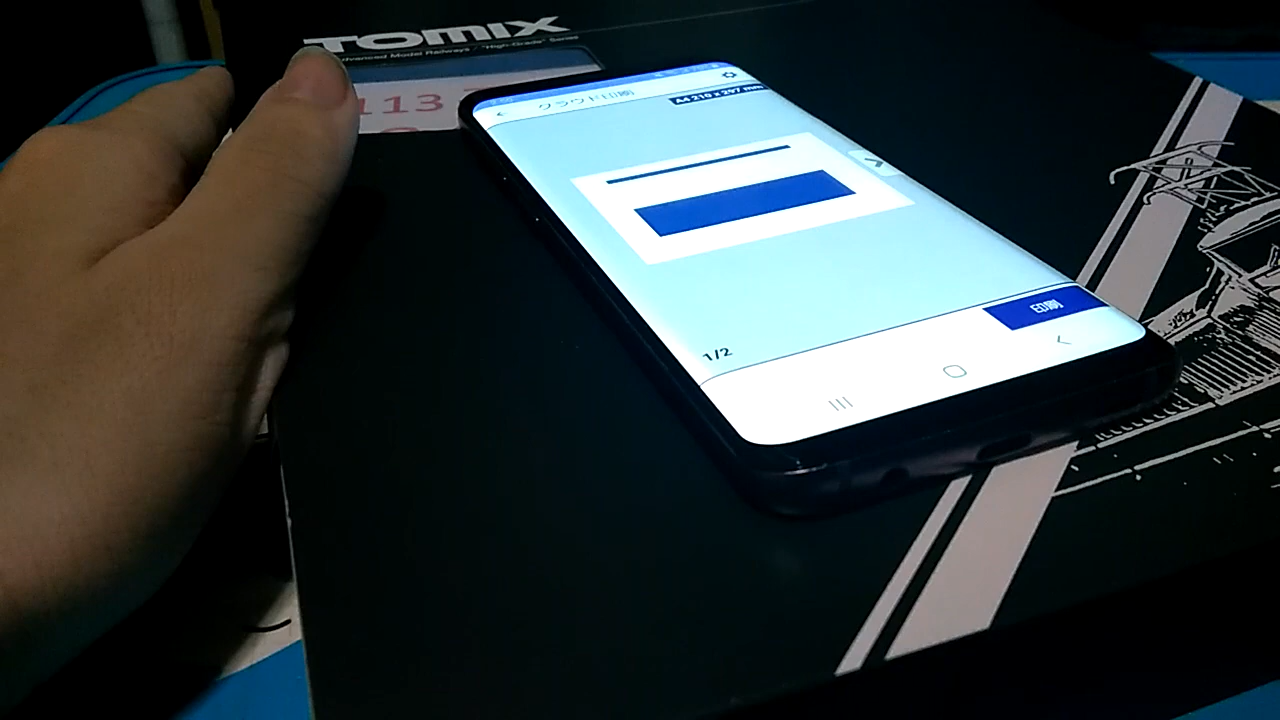 TOMIX
Advanced Model Railways / "High-Grade" Series
113
クラウド印刷
A4 210 x 297 mm
1/2
印刷